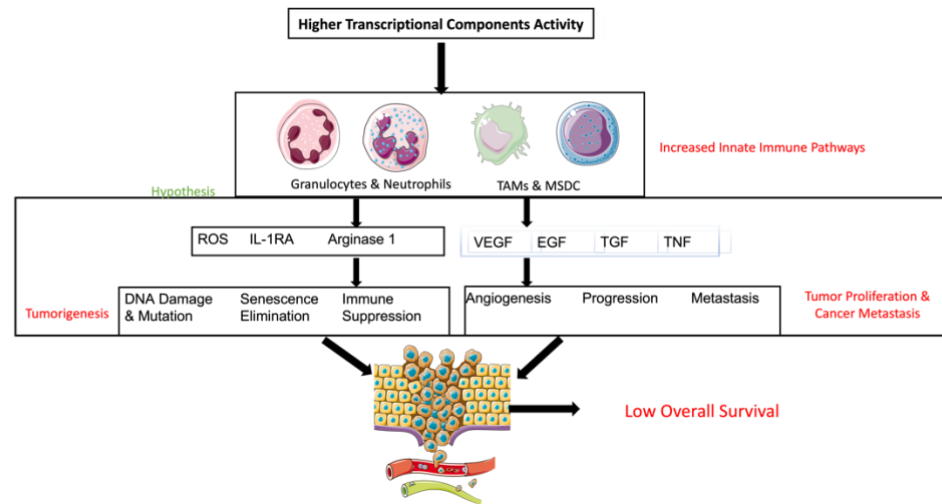 Higher Transcriptional Components Activity
Granulocytes & Neutrophils
TAMs & MSDC
Increased Innate Immune Pathways
Hypothesis
ROS IL-1RA Arginase 1
VEGF EGF TGF TNF
Tumorigenesis
DNA Damage
& Mutation
Senescence
Elimination
Immune
Suppression
Angiogenesis Progression Metastasis
Tumor Proliferation &
Cancer Metastasis
Low Overall Survival